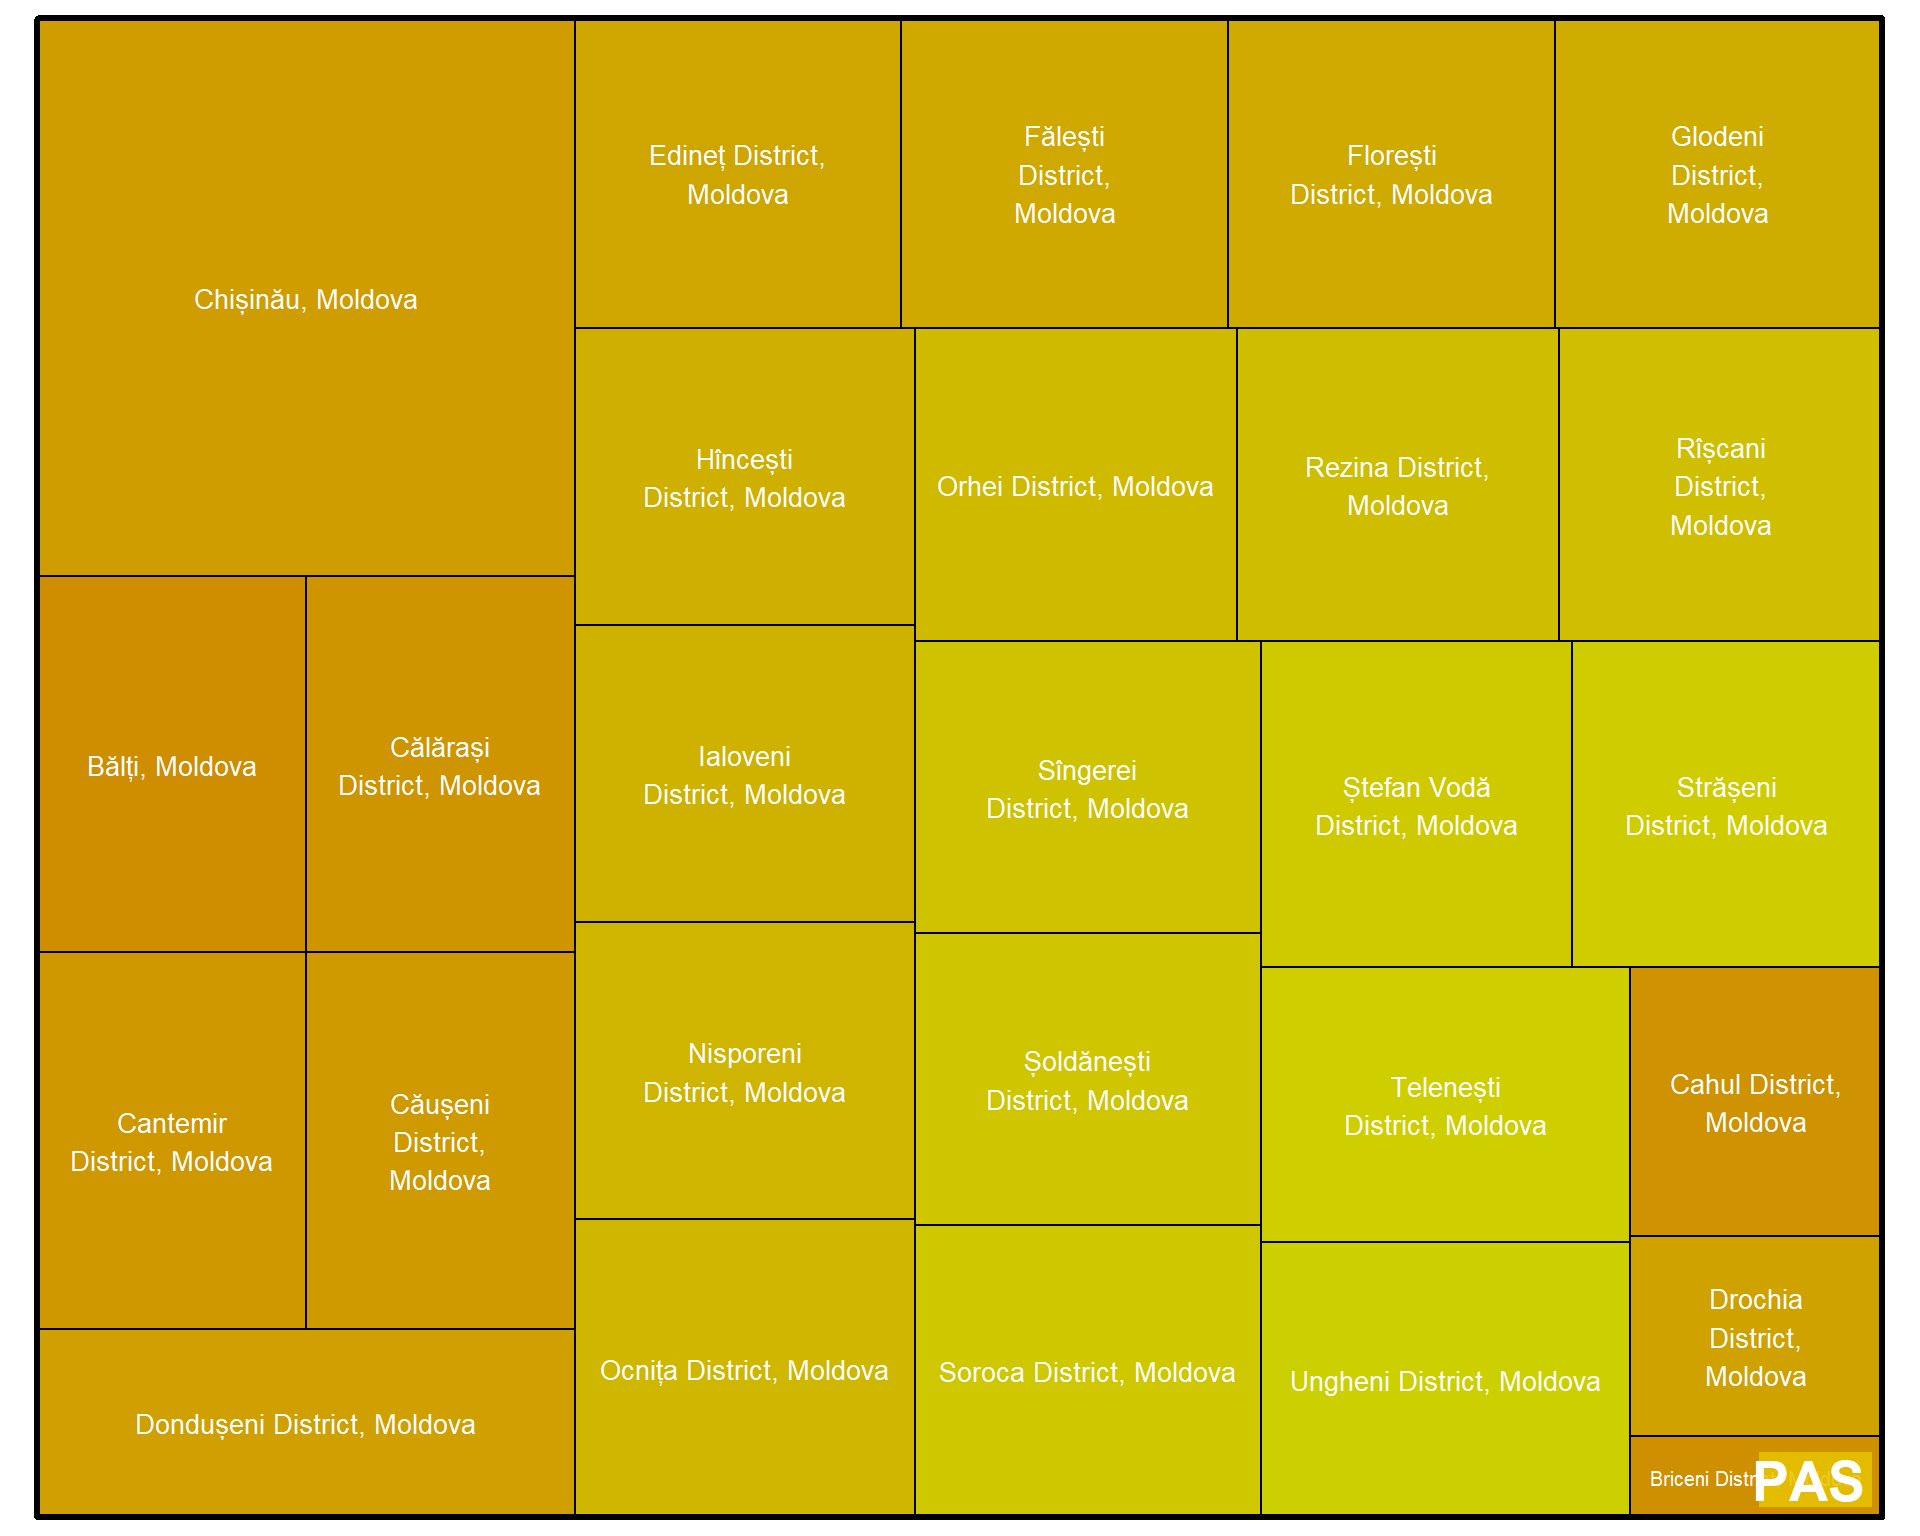 Chișinău, Moldova
Edineț District,
Moldova
Fălești
District,
Moldova
Florești
District, Moldova
Glodeni
District,
Moldova
Hîncești
District, Moldova
Orhei District, Moldova
Rezina District,
Moldova
Rîșcani
District,
Moldova
Bălți, Moldova
Călărași
District, Moldova
Ialoveni
District, Moldova
Sîngerei
District, Moldova
Ștefan Vodă
District, Moldova
Strășeni
District, Moldova
Cantemir
District, Moldova
Căușeni
District,
Moldova
Nisporeni
District, Moldova
Șoldănești
District, Moldova
Telenești
District, Moldova
Cahul District,
Moldova
Drochia
District,
Moldova
Dondușeni District, Moldova
Ocnița District, Moldova
Soroca District, Moldova
Ungheni District, Moldova
Briceni
PAS